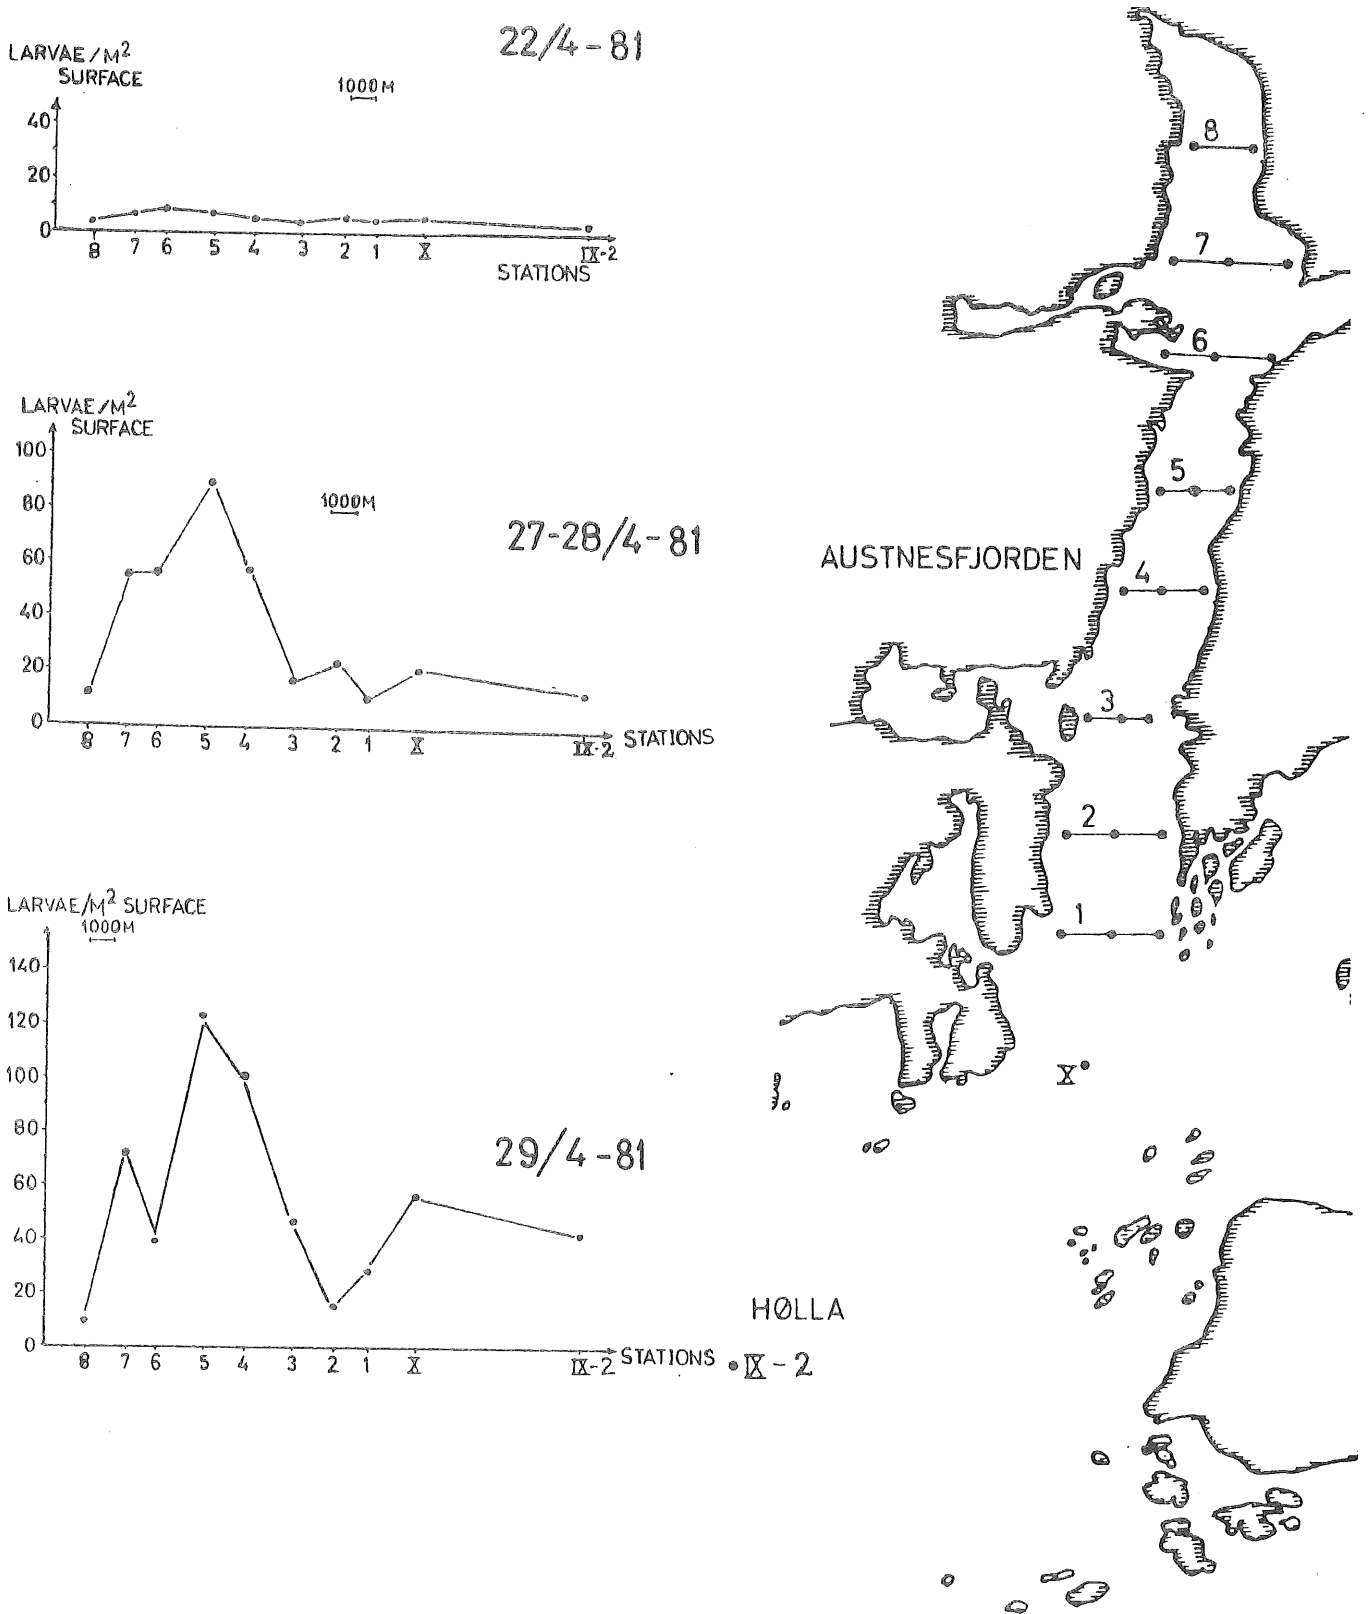 22/4-81
LARVAE/M²
SURFACE
1000M
40
20
0
8 7 6 5 4 3 2 1 X IX-2
STATIONS
LARVAE/M²
SURFACE
100
1000M
80
27-28/4-81
60
40
20
0
8 7 6 5 4 3 2 1 X IX-2 STATIONS
LARVAE/M² SURFACE
1000M
140
120
100
80
29/4-81
60
40
20
0
8 7 6 5 4 3 2 1 X IX-2 STATIONS
8
7
6
5
AUSTNESFJORDEN
4
3
2
1
X
HØLLA
IX-2